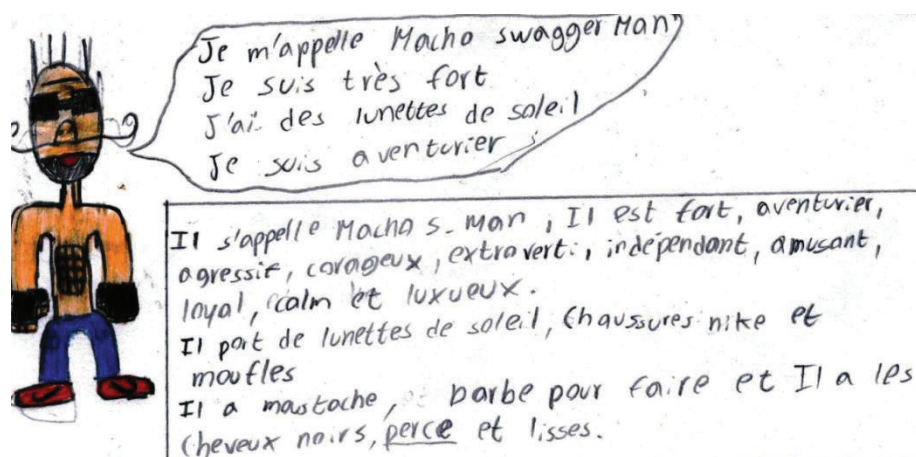 Je m'appelle Macho swagger Man
Je suis très fort
J'ai des lunettes de soleil
Je suis aventurier
Il s'appelle Macho S. Man, Il est fort, aventurier,
agressif, corageux, extraverti, indépendant, amusant,
loyal, calm et luxueux.
Il port de lunettes de soleil, Chaussures nike et
moufles
Il a moustache, barbe pour faire et Il a les
cheveux noirs, perce et lisses.